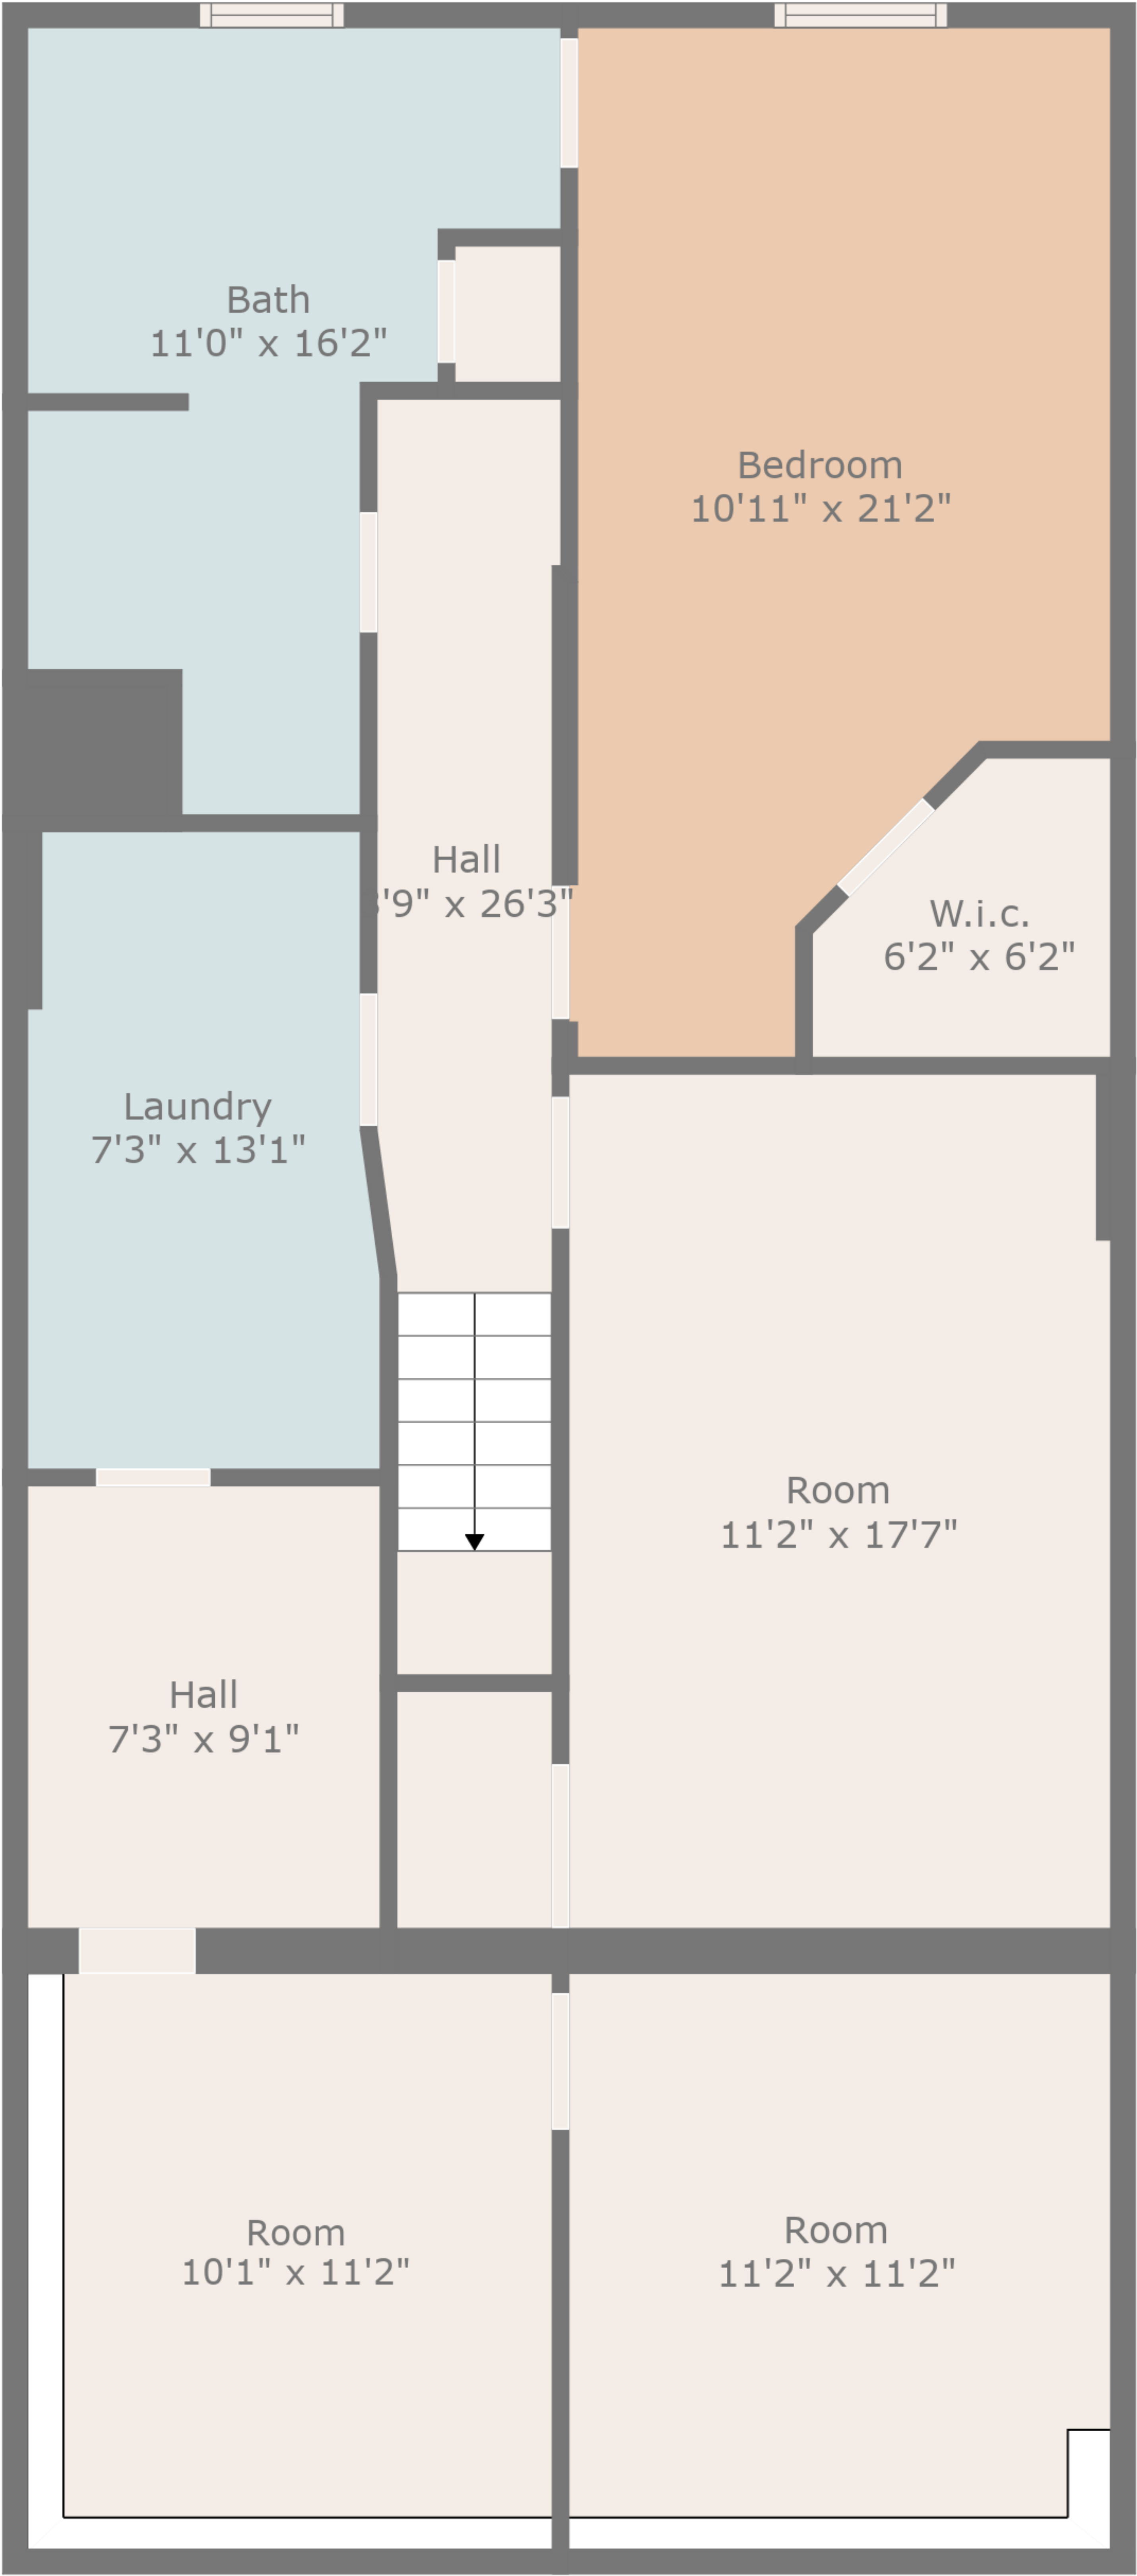 Bath
11'0" x 16'2"
Bedroom
10'11" x 21'2"
Hall
'9" x 26'3"
W.i.c.
6'2" x 6'2"
Laundry
7'3" x 13'1"
Room
11'2" x 17'7"
Hall
7'3" x 9'1"
Room
10'1" x 11'2"
Room
11'2" x 11'2"